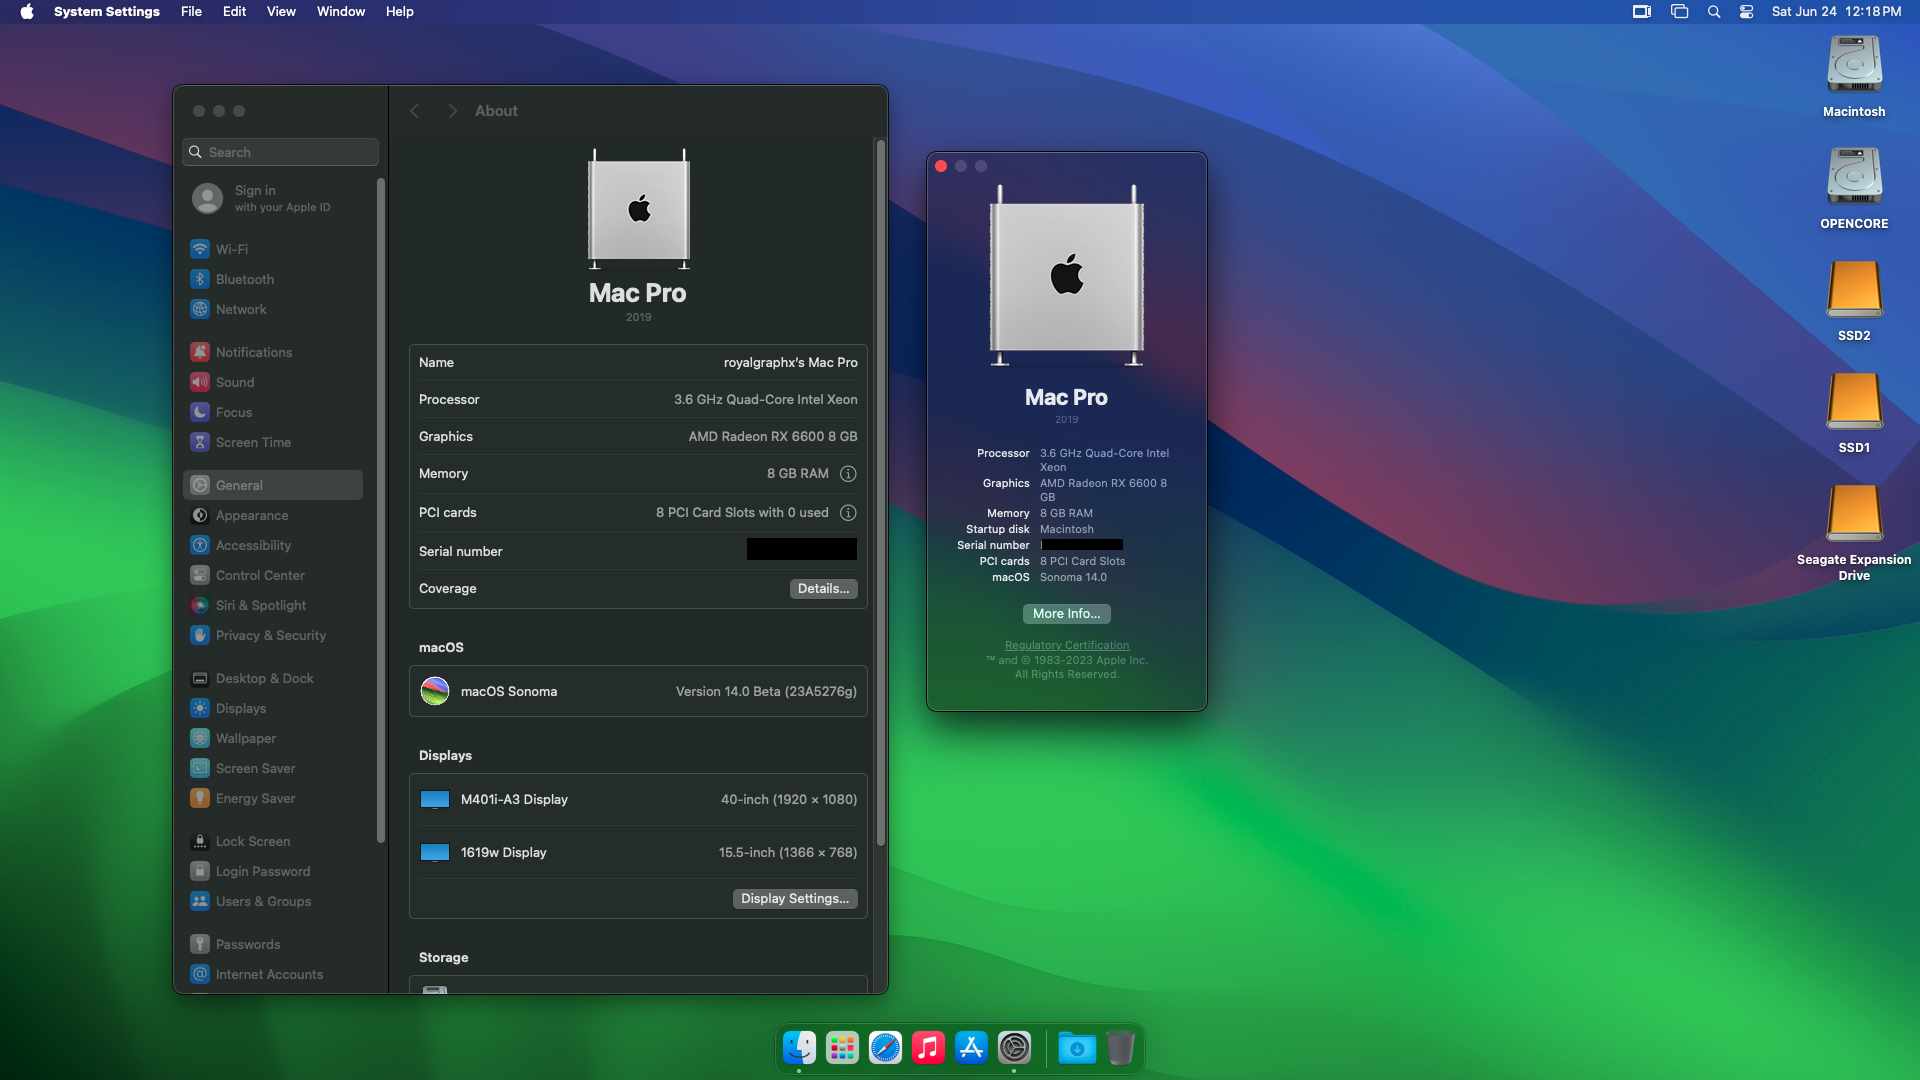 System Settings File Edit View Window Help
Sat Jun 24 12:18 PM
Search
Sign in
with your Apple ID
Wi-Fi
Bluetooth
Network
Notifications
Sound
Focus
Screen Time
General
Appearance
Accessibility
Control Center
Siri & Spotlight
Privacy & Security
Desktop & Dock
Displays
Wallpaper
Screen Saver
Energy Saver
Lock Screen
Login Password
Users & Groups
Passwords
Internet Accounts
About
Mac Pro
2019
Name royalgraphx's Mac Pro
Processor 3.6 GHz Quad-Core Intel Xeon
Graphics AMD Radeon RX 6600 8 GB
Memory 8 GB RAM
PCI cards 8 PCI Card Slots with 0 used
Serial number
Coverage Details...
macOS
macOS Sonoma Version 14.0 Beta (23A5276g)
Displays
M401i-A3 Display 40-inch (1920 × 1080)
1619w Display 15.5-inch (1366 × 768)
Display Settings...
Storage
Mac Pro
2019
Processor 3.6 GHz Quad-Core Intel
Xeon
Graphics AMD Radeon RX 6600 8
GB
Memory 8 GB RAM
Startup disk Macintosh
Serial number
PCI cards 8 PCI Card Slots
macOS Sonoma 14.0
More Info...
Regulatory Certification
™ and © 1983-2023 Apple Inc.
All Rights Reserved.
Macintosh
OPENCORE
SSD2
SSD1
Seagate Expansion
Drive